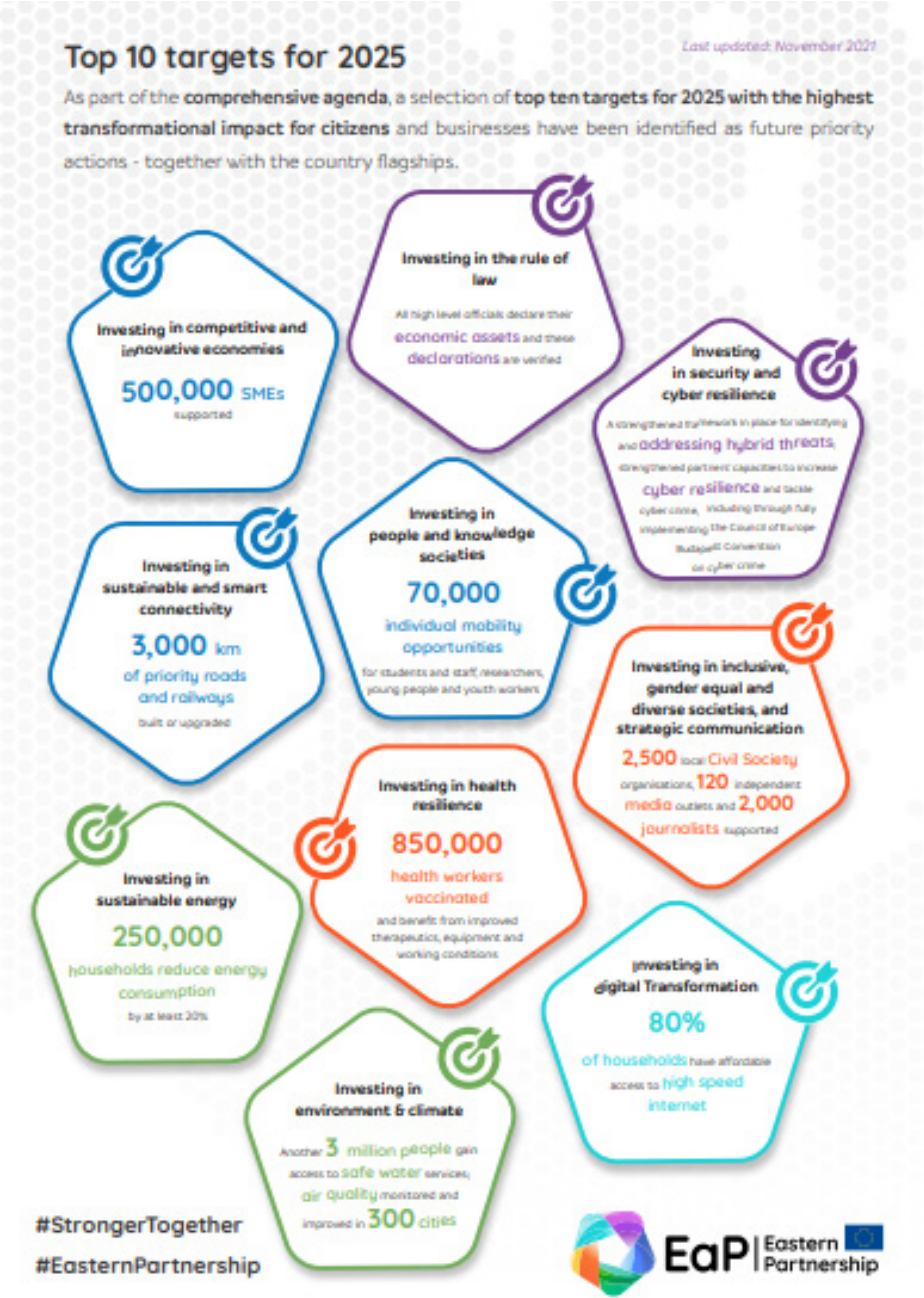 Top 10 targets for 2025
Last updated: November 2021
As part of the comprehensive agenda, a selection of top ten targets for 2025 with the highest
transformational impact for citizens and businesses have been identified as future priority
actions - together with the country flagships.
Investing in the rule of
law
All high level officials declare their
economic assets and these
declarations are verified
Investing in competitive and
innovative economies
500,000 SMEs
supported
Investing
in security and
cyber resilience
A strengthened framework in place for identifying
and addressing hybrid threats,
strengthened partners' capacities to increase
cyber resilience and tackle
cyber crime, including through fully
implementing the Council of Europe
Budapest Convention
on cyber crime
Investing in
people and knowledge
societies
70,000
individual mobility
opportunities
for students and staff, researchers,
young people and youth workers
Investing in
sustainable and smart
connectivity
3,000 km
of priority roads
and railways
built or upgraded
Investing in inclusive,
gender equal and
diverse societies, and
strategic communication
2,500 local Civil Society
organisations, 120 independent
media outlets and 2,000
journalists supported
Investing in health
resilience
850,000
health workers
vaccinated
and benefit from improved
therapeutics, equipment and
working conditions
Investing in
sustainable energy
250,000
households reduce energy
consumption
by at least 20%
Investing in
digital Transformation
80%
of households have affordable
access to high speed
internet
Investing in
environment & climate
Another 3 million people gain
access to safe water services;
air quality monitored and
improved in 300 cities
#StrongerTogether
#EasternPartnership
EaP
Eastern
Partnership